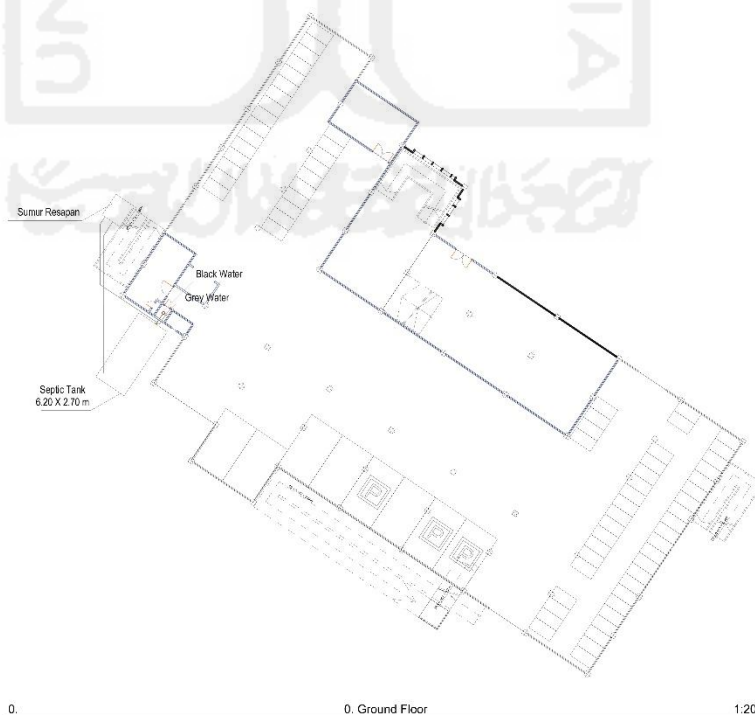 Sumur Resapan
Black Water
Grey Water
Septic Tank
6.20 X 2.70 m
P
P
P
0.
0. Ground Floor
1:20